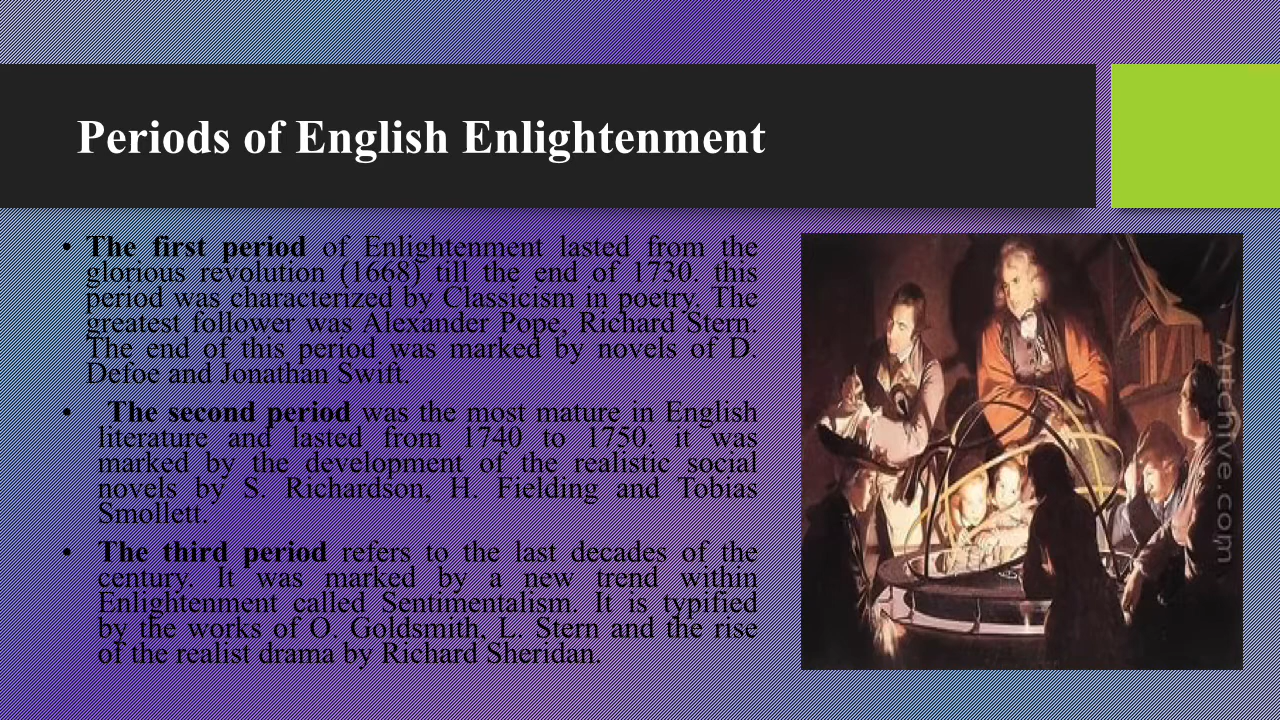 Periods of English Enlightenment
• The first period of Enlightenment lasted from the
glorious revolution (1668) till the end of 1730. this
period was characterized by Classicism in poetry. The
greatest follower was Alexander Pope, Richard Stern.
The end of this period was marked by novels of D.
Defoe and Jonathan Swift.
• The second period was the most mature in English
literature and lasted from 1740 to 1750. it was
marked by the development of the realistic social
novels by S. Richardson, H. Fielding and Tobias
Smollett.
• The third period refers to the last decades of the
century. It was marked by a new trend within
Enlightenment called Sentimentalism. It is typified
by the works of O. Goldsmith, L. Stern and the rise
of the realist drama by Richard Sheridan.
Artchive.com